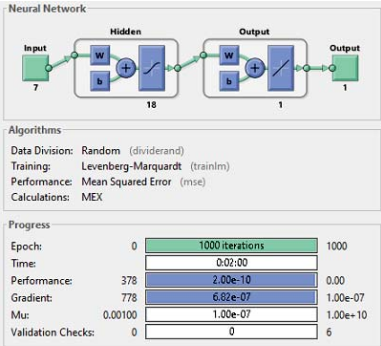 Neural Network
Hidden Output
Input Output
W W
+ +
b b
7 1
18 1
Algorithms
Data Division: Random (dividerand)
Training: Levenberg-Marquardt (trainlm)
Performance: Mean Squared Error (mse)
Calculations: MEX
Progress
Epoch: 0 1000 iterations 1000
Time: 0:02:00
Performance: 378 2.00e-10 0.00
Gradient: 778 6.82e-07 1.00e-07
Mu: 0.00100 1.00e-07 1.00e+10
Validation Checks: 0 0 6